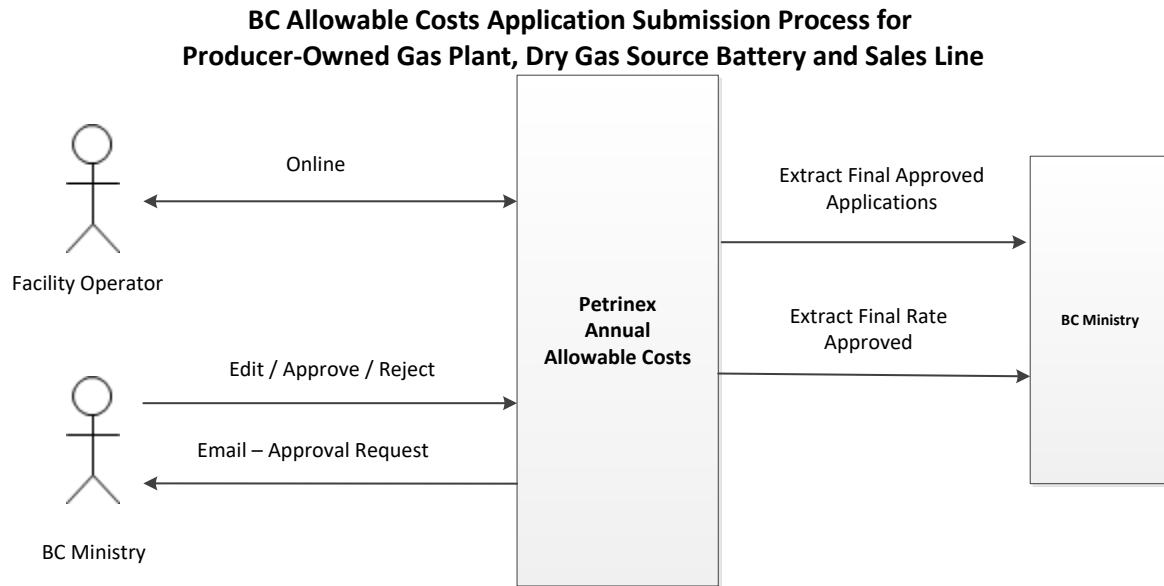 BC Allowable Costs Application Submission Process for
Producer-Owned Gas Plant, Dry Gas Source Battery and Sales Line
Online
Facility Operator
Edit / Approve / Reject
Email – Approval Request
BC Ministry
Petrinex
Annual
Allowable Costs
Extract Final Approved
Applications
Extract Final Rate
Approved
BC Ministry